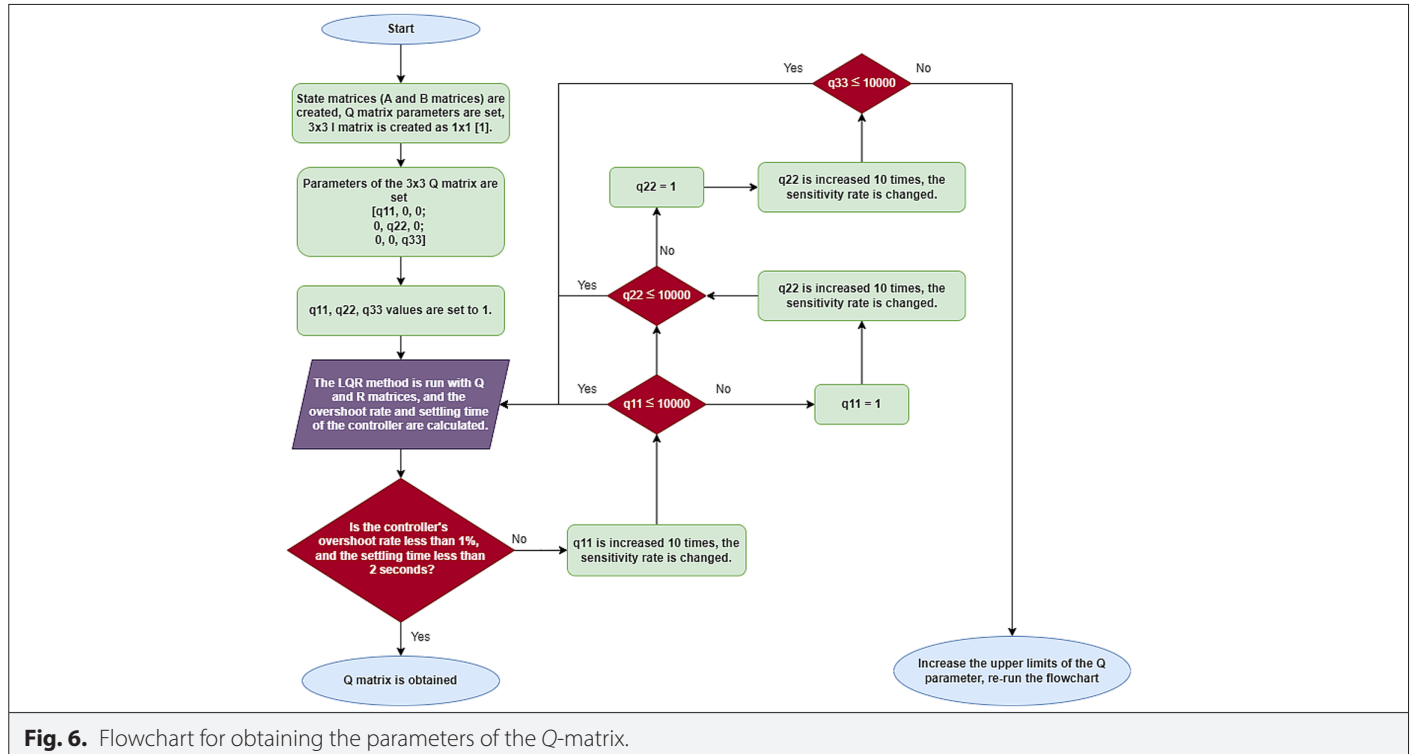 Start
State matrices (A and B matrices) are
created, Q matrix parameters are set,
3x3 I matrix is created as 1x1 [1].
Parameters of the 3x3 Q matrix are
set
[q11, 0, 0;
0, q22, 0;
0, 0, q33]
q11, q22, q33 values are set to 1.
The LQR method is run with Q
and R matrices, and the
overshoot rate and settling time
of the controller are calculated.
Is the controller's
overshoot rate less than 1%,
and the settling time less than
2 seconds?
Yes
Q matrix is obtained
No
q11 is increased 10 times, the
sensitivity rate is changed.
Yes
q11 ≤ 10000
No
q11 = 1
q22 is increased 10 times, the
sensitivity rate is changed.
Yes
q22 ≤ 10000
No
q22 = 1
q22 is increased 10 times, the
sensitivity rate is changed.
Yes
q33 ≤ 10000
No
Increase the upper limits of the Q
parameter, re-run the flowchart
Fig. 6. Flowchart for obtaining the parameters of the Q-matrix.